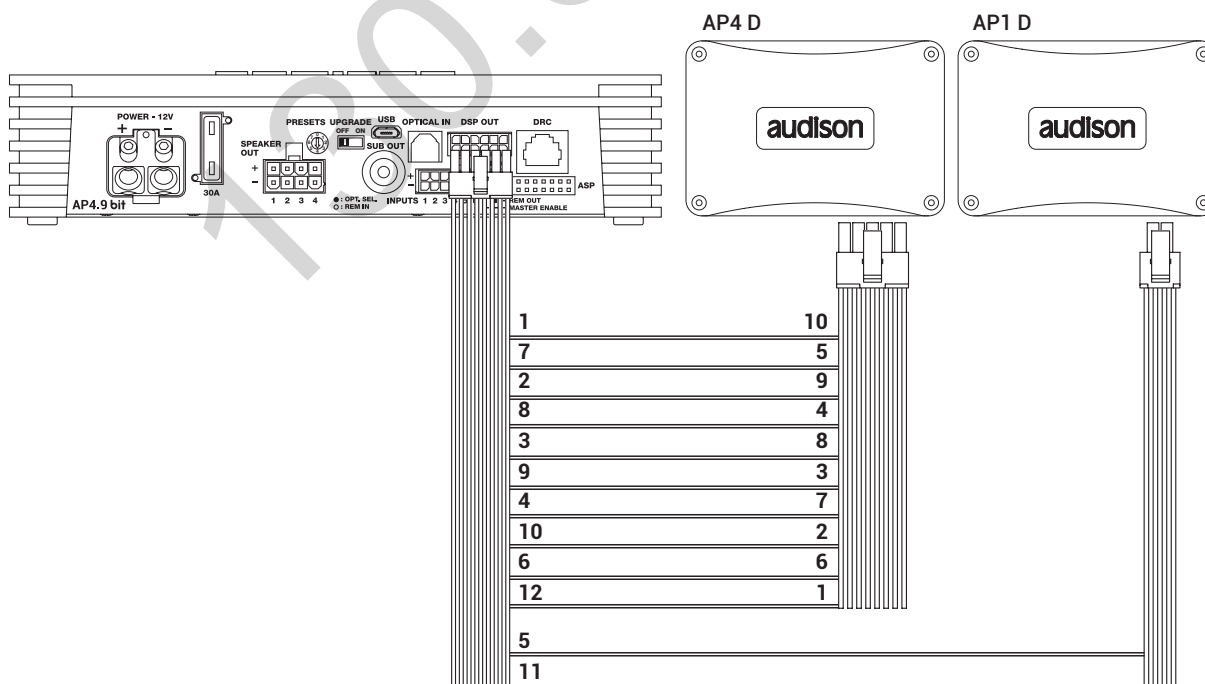 AP4 D
AP1 D
audison
audison
POWER - 12V
+ -
30A
SPEAKER OUT
+
-
1 2 3 4
PRESETS UPGRADE USB OPTICAL IN DSP OUT DRC
OFF ON
SUB OUT
● : OPT. SEL.
○ : REM IN
INPUTS 1 2 3
+
-
ASP
REM OUT
MASTER ENABLE
AP4.9 bit
1 10
7 5
2 9
8 4
3 8
9 3
4 7
10 2
6 6
12 1
5
11